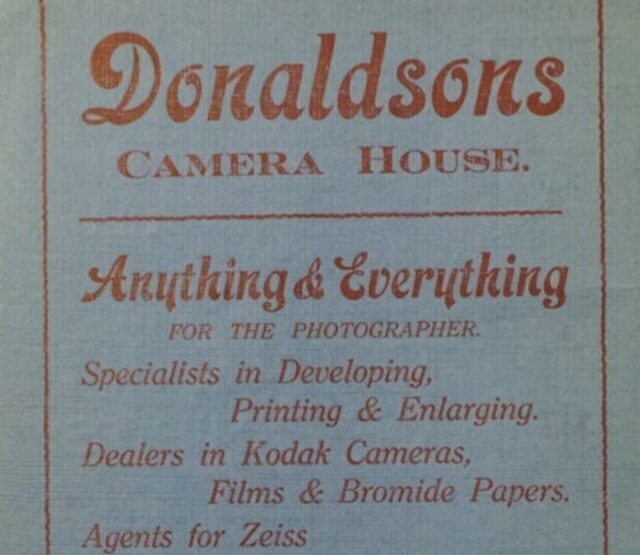 Donaldsons
CAMERA HOUSE.
Anything & Everything
FOR THE PHOTOGRAPHER.
Specialists in Developing,
Printing & Enlarging.
Dealers in Kodak Cameras,
Films & Bromide Papers.
Agents for Zeiss